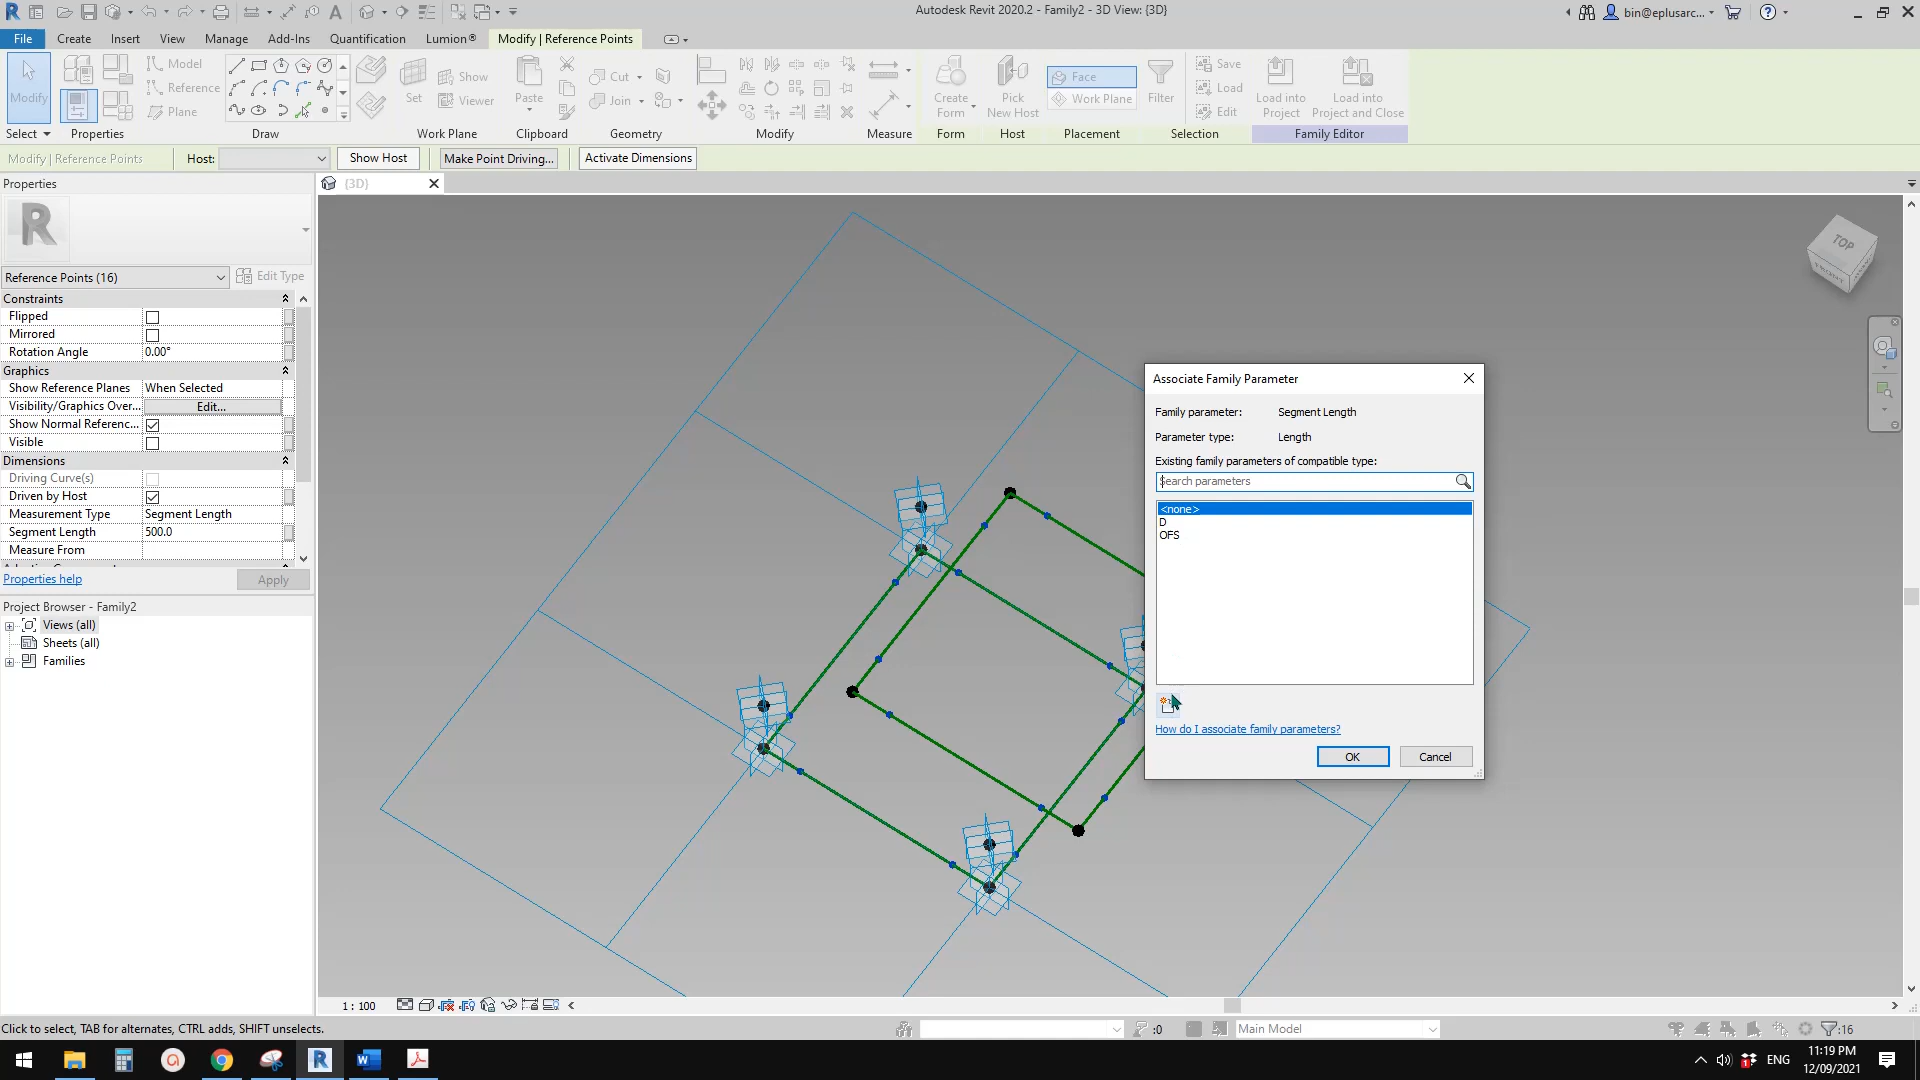 Autodesk Revit 2020.2 - Family2 - 3D View: {3D}
bin@eplusarc...
File
Create
Insert
View
Manage
Add-Ins
Quantification
Lumion®
Modify | Reference Points
Modify
Model
Reference
Plane
Set
Show
Viewer
Paste
Cut
Join
Create
Form
Pick
New Host
Face
Work Plane
Filter
Save
Load
Edit
Load into
Project
Load into
Project and Close
Select
Properties
Draw
Work Plane
Clipboard
Geometry
Modify
Measure
Form
Host
Placement
Selection
Family Editor
Modify | Reference Points
Host:
Show Host
Make Point Driving...
Activate Dimensions
Properties
{3D}
Reference Points (16)
Edit Type
Constraints
Flipped
Mirrored
Rotation Angle
0.00°
Graphics
Show Reference Planes
When Selected
Visibility/Graphics Over...
Edit...
Show Normal Referenc...
Visible
Dimensions
Driving Curve(s)
Driven by Host
Measurement Type
Segment Length
Segment Length
500.0
Measure From
Properties help
Apply
Project Browser - Family2
Views (all)
Sheets (all)
Families
TOP
FRONT
Associate Family Parameter
Family parameter:
Segment Length
Parameter type:
Length
Existing family parameters of compatible type:
Search parameters
<none>
D
OFS
How do I associate family parameters?
OK
Cancel
1 : 100
Click to select, TAB for alternates, CTRL adds, SHIFT unselects.
:0
Main Model
:16
ENG
11:19 PM
12/09/2021